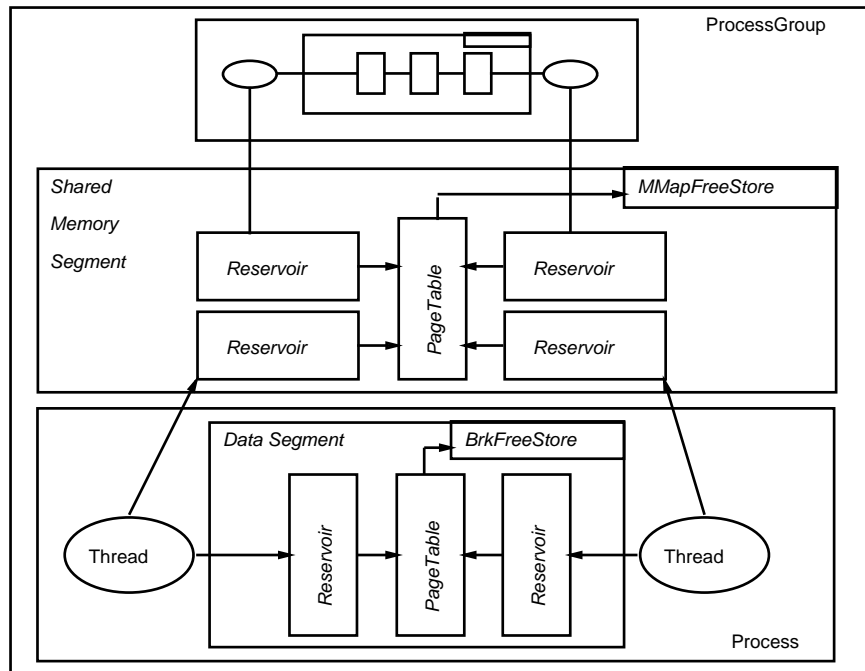 ProcessGroup
Shared
Memory
Segment
MMapFreeStore
Reservoir
PageTable
Reservoir
Reservoir
Reservoir
Data Segment
BrkFreeStore
Thread
Reservoir
PageTable
Reservoir
Thread
Process